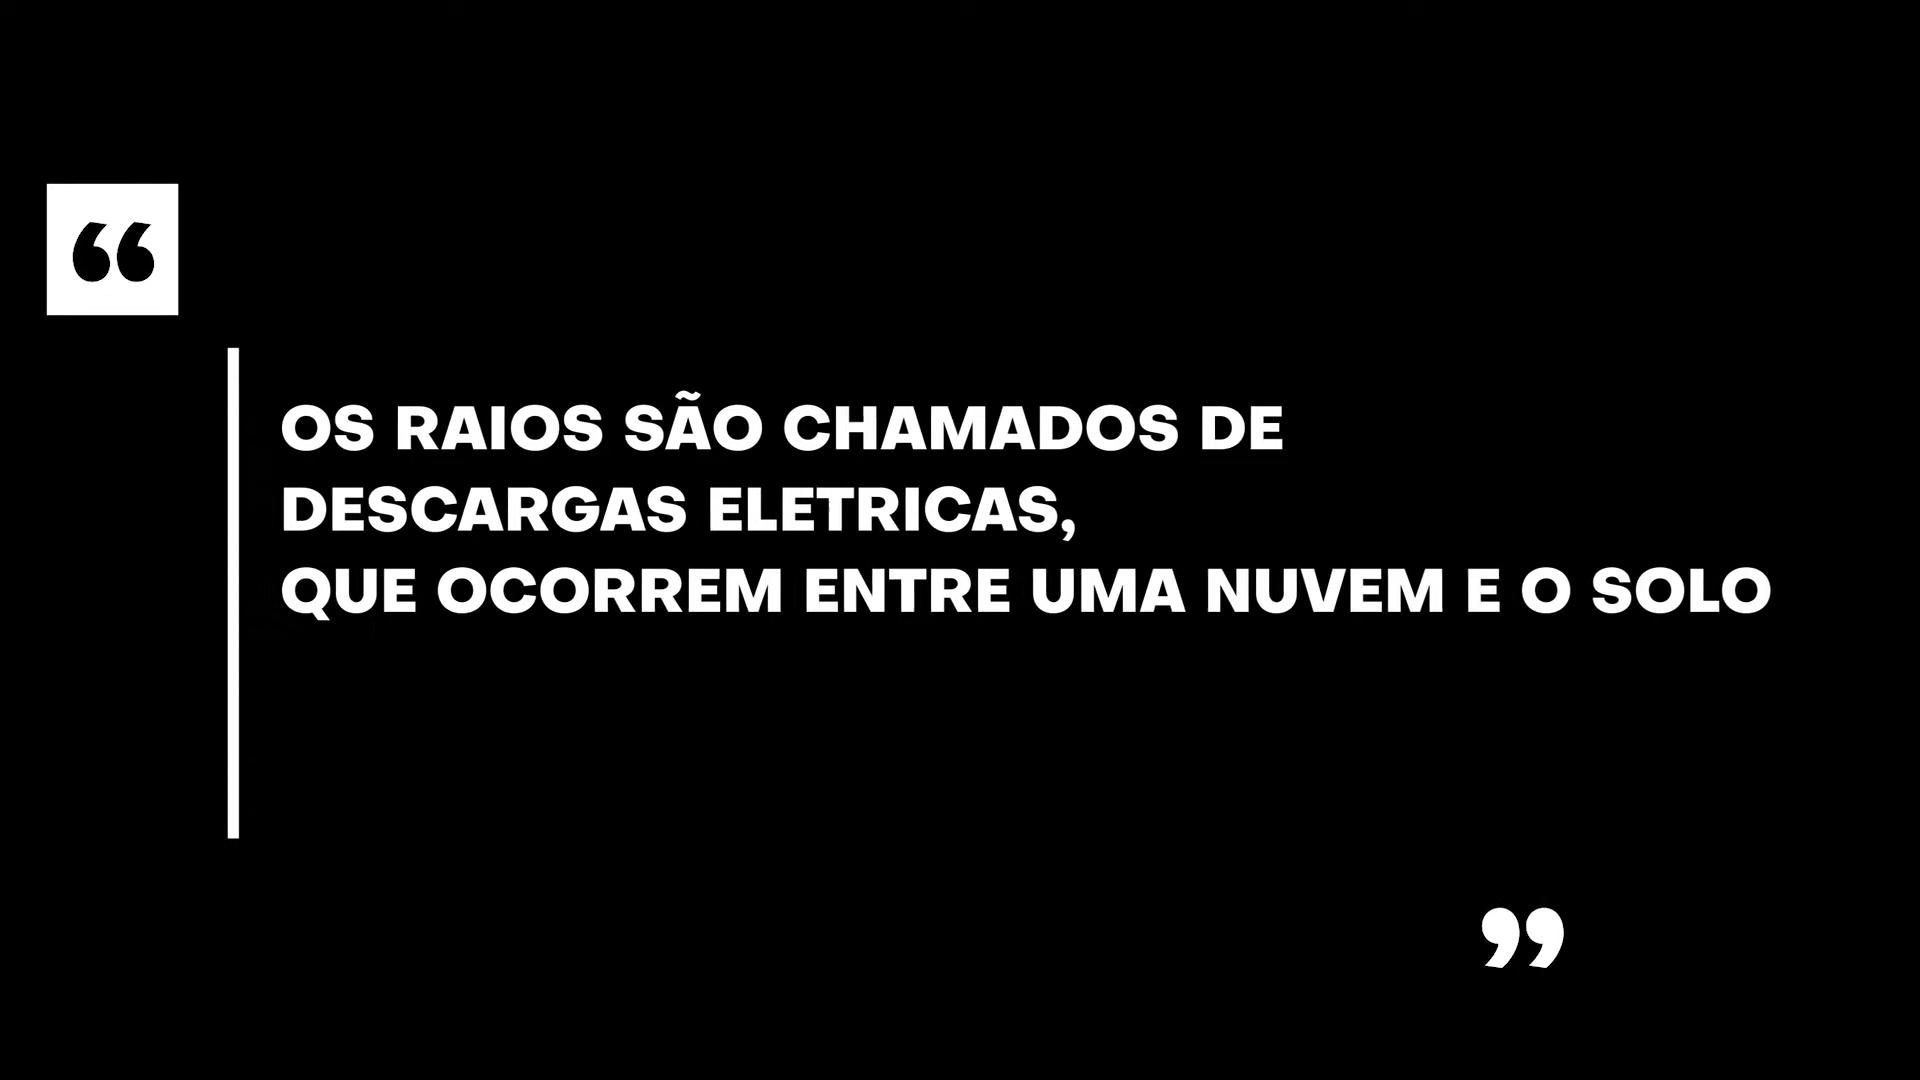 “
OS RAIOS SÃO CHAMADOS DE
DESCARGAS ELETRICAS,
QUE OCORREM ENTRE UMA NUVEM E O SOLO
”